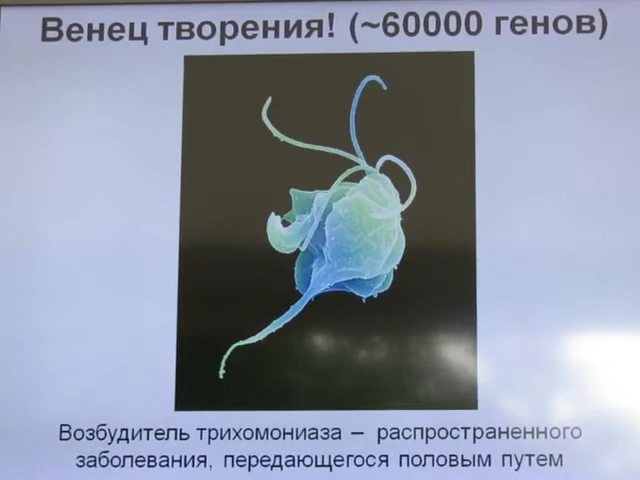 Венец творения! (~60000 генов)
Возбудитель трихомониаза – распространенного
заболевания, передающегося половым путем